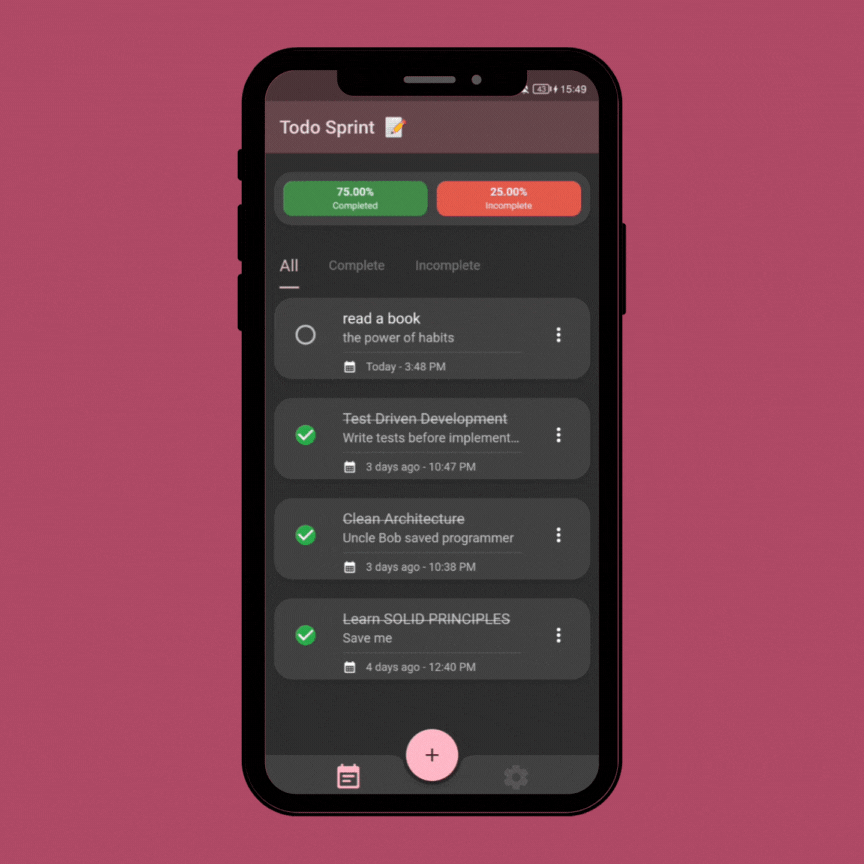 43 15:49
Todo Sprint
75.00% 25.00%
Completed Incomplete
All Complete Incomplete
read a book
the power of habits
Today - 3:48 PM
Test Driven Development
Write tests before implement...
3 days ago - 10:47 PM
Clean Architecture
Uncle Bob saved programmer
3 days ago - 10:38 PM
Learn SOLID PRINCIPLES
Save me
4 days ago - 12:40 PM
+